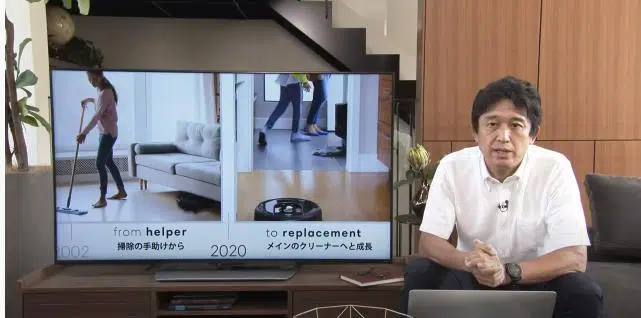 from helper
掃除の手助けから
2002
to replacement
メインのクリーナーへと成長
2020